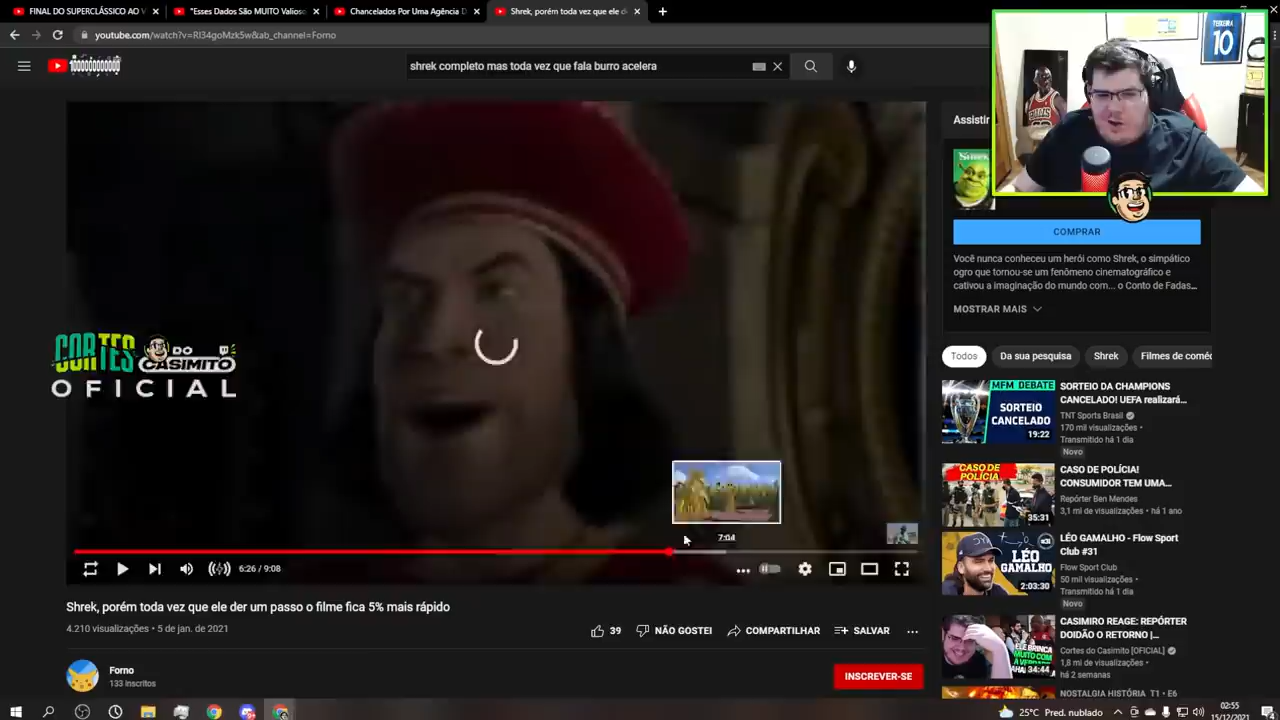 FINAL DO SUPERCLÁSSICO AO V
"Esses Dados São MUITO Valios
Chancelados Por Uma Agência D
Shrek, porém toda vez que ele de
youtube.com/watch?v=RI34goMzk5w&ab_channel=Forno
shrek completo mas toda vez que fala burro acelera
TEIXEIRA
10
Assistir
SHREK
COMPRAR
Você nunca conheceu um herói como Shrek, o simpático
ogro que tornou-se um fenômeno cinematográfico e
cativou a imaginação do mundo com... o Conto de Fadas...
MOSTRAR MAIS
CORTES DO CASIMITO
OFICIAL
Todos
Da sua pesquisa
Shrek
Filmes de coméd
MFM DEBATE
SORTEIO
CANCELADO
19:22
SORTEIO DA CHAMPIONS
CANCELADO! UEFA realizará...
TNT Sports Brasil
170 mil visualizações •
Transmitido há 1 dia
Novo
CASO DE
POLÍCIA!
35:31
CASO DE POLÍCIA!
CONSUMIDOR TEM UMA...
Repórter Ben Mendes
3,1 mi de visualizações • há 1 ano
7:04
LÉO
GAMALHO
2:03:30
LÉO GAMALHO - Flow Sport
Club #31
Flow Sport Club
50 mil visualizações •
Transmitido há 1 dia
Novo
6:26 / 9:08
Shrek, porém toda vez que ele der um passo o filme fica 5% mais rápido
4.210 visualizações • 5 de jan. de 2021
39
NÃO GOSTEI
COMPARTILHAR
SALVAR
ELE BRINCA
MUITO COM
A VERDADE
34:44
CASIMIRO REAGE: REPÓRTER
DOIDÃO O RETORNO |...
Cortes do Casimito [OFICIAL]
1,8 mi de visualizações •
há 2 semanas
Forno
133 inscritos
INSCREVER-SE
NOSTALGIA HISTÓRIA T1 • E6
25°C Pred. nublado
02:55
15/12/2021